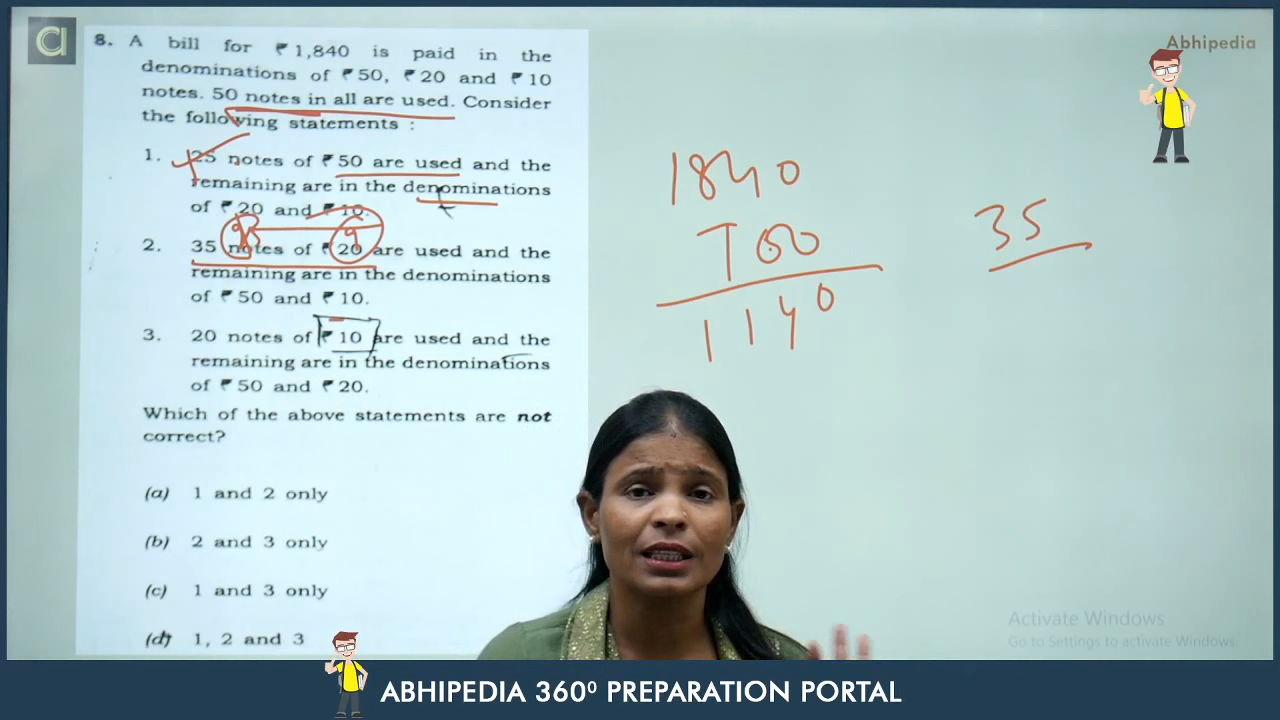 a
Abhipedia
8. A bill for ₹1,840 is paid in the
denominations of ₹50, ₹20 and ₹10
notes. 50 notes in all are used. Consider
the following statements :
1. 25 notes of ₹50 are used and the
remaining are in the denominations
of ₹20 and ₹10.
2. 35 notes of ₹20 are used and the
remaining are in the denominations
of ₹50 and ₹10.
3. 20 notes of ₹10 are used and the
remaining are in the denominations
of ₹50 and ₹20.
Which of the above statements are not
correct?
(a) 1 and 2 only
(b) 2 and 3 only
(c) 1 and 3 only
(d) 1, 2 and 3
1840
700
1140
35
Activate Windows
Go to Settings to activate Windows
ABHIPEDIA 360⁰ PREPARATION PORTAL